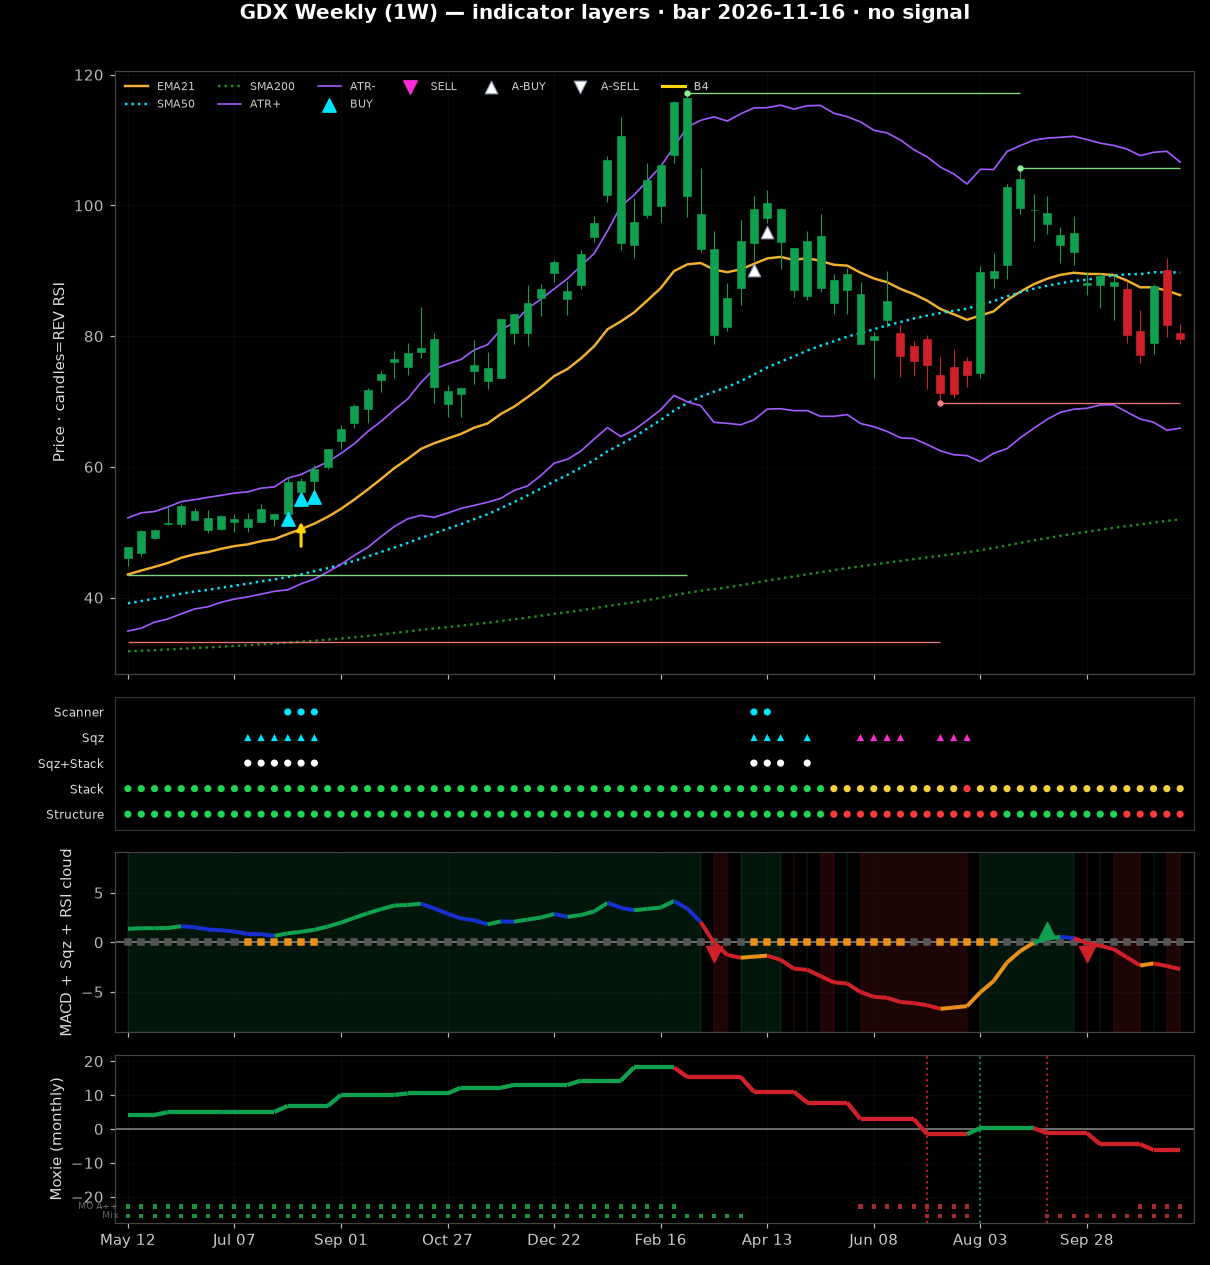 GDX Weekly (1W) — indicator layers · bar 2026-11-16 · no signal
EMA21 SMA200 ATR- SELL A-BUY A-SELL B4
SMA50 ATR+ BUY
Price · candles=REV RSI
120
100
80
60
40
Scanner
Sqz
Sqz+Stack
Stack
Structure
MACD + Sqz + RSI cloud
5
0
−5
Moxie (monthly)
20
10
0
−10
−20
MO A++
Mix
May 12 Jul 07 Sep 01 Oct 27 Dec 22 Feb 16 Apr 13 Jun 08 Aug 03 Sep 28